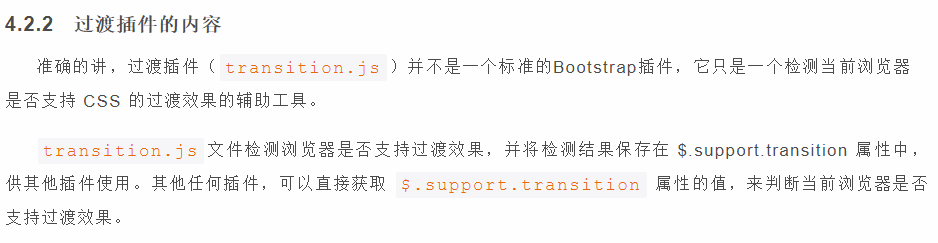 4.2.2 过渡插件的内容
准确的讲，过渡插件（ transition.js ）并不是一个标准的Bootstrap插件，它只是一个检测当前浏览器
是否支持 CSS 的过渡效果的辅助工具。
transition.js 文件检测浏览器是否支持过渡效果，并将检测结果保存在 $.support.transition 属性中，
供其他插件使用。其他任何插件，可以直接获取 $.support.transition 属性的值，来判断当前浏览器是否
支持过渡效果。